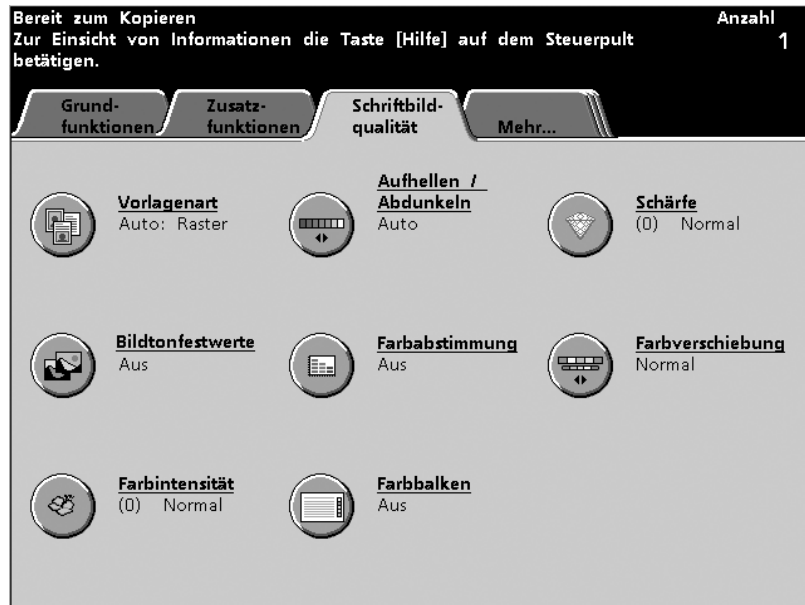 Bereit zum Kopieren
Anzahl
Zur Einsicht von Informationen die Taste [Hilfe] auf dem Steuerpult
1
betätigen.
Grund-
funktionen
Zusatz-
funktionen
Schriftbild-
qualität
Mehr...
Vorlagenart
Auto: Raster
Aufhellen /
Abdunkeln
Auto
Schärfe
(0) Normal
Bildtonfestwerte
Aus
Farbabstimmung
Aus
Farbverschiebung
Normal
Farbintensität
(0) Normal
Farbbalken
Aus